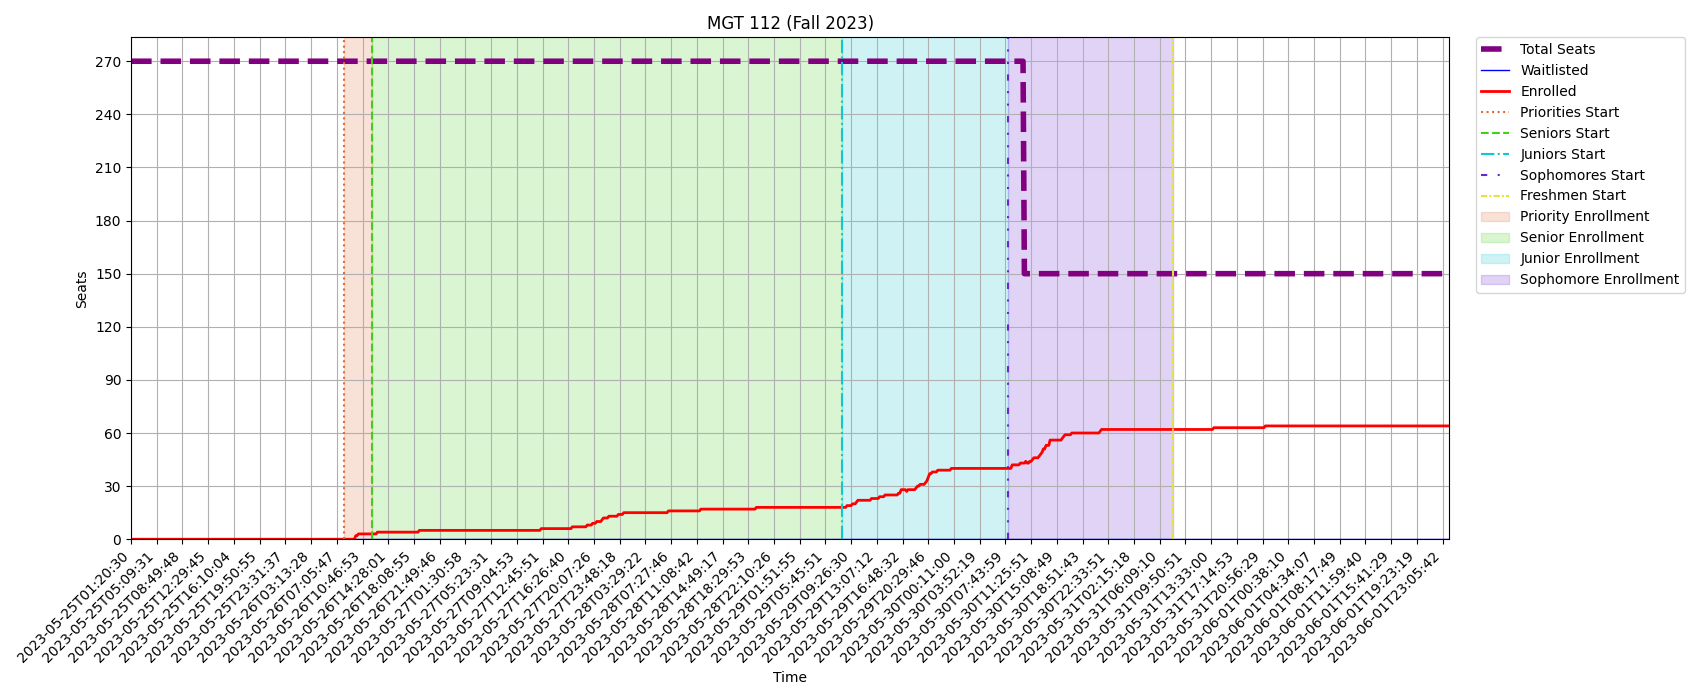 MGT 112 (Fall 2023)
270
240
210
180
150
120
90
60
30
0
Seats
2023-05-25T01:20:30
2023-05-25T05:09:31
2023-05-25T08:49:48
2023-05-25T12:29:45
2023-05-25T16:10:04
2023-05-25T19:50:55
2023-05-25T23:31:37
2023-05-26T03:13:28
2023-05-26T07:05:47
2023-05-26T10:46:53
2023-05-26T14:28:01
2023-05-26T18:08:55
2023-05-26T21:49:46
2023-05-27T01:30:58
2023-05-27T05:23:31
2023-05-27T09:04:53
2023-05-27T12:45:51
2023-05-27T16:26:40
2023-05-27T20:07:26
2023-05-27T23:48:18
2023-05-28T03:29:22
2023-05-28T07:27:46
2023-05-28T11:08:42
2023-05-28T14:49:17
2023-05-28T18:29:53
2023-05-28T22:10:26
2023-05-29T01:51:55
2023-05-29T05:45:51
2023-05-29T09:26:30
2023-05-29T13:07:12
2023-05-29T16:48:32
2023-05-29T20:29:46
2023-05-30T00:11:00
2023-05-30T03:52:19
2023-05-30T07:43:59
2023-05-30T11:25:51
2023-05-30T15:08:49
2023-05-30T18:51:43
2023-05-30T22:33:51
2023-05-31T02:15:18
2023-05-31T06:09:10
2023-05-31T09:50:51
2023-05-31T13:33:00
2023-05-31T17:14:53
2023-05-31T20:56:29
2023-06-01T00:38:10
2023-06-01T04:34:07
2023-06-01T08:17:49
2023-06-01T11:59:40
2023-06-01T15:41:29
2023-06-01T19:23:19
2023-06-01T23:05:42
Time
Total Seats
Waitlisted
Enrolled
Priorities Start
Seniors Start
Juniors Start
Sophomores Start
Freshmen Start
Priority Enrollment
Senior Enrollment
Junior Enrollment
Sophomore Enrollment